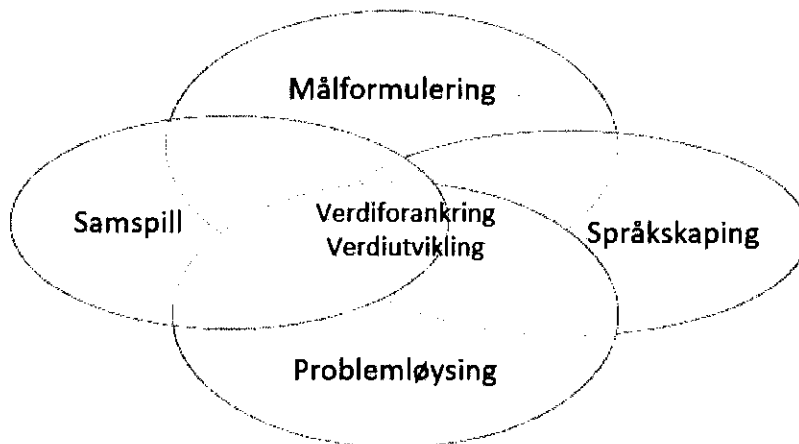 Målformulering
Samspill
Verdiforankring
Verdiutvikling
Språkskaping
Problemløysing